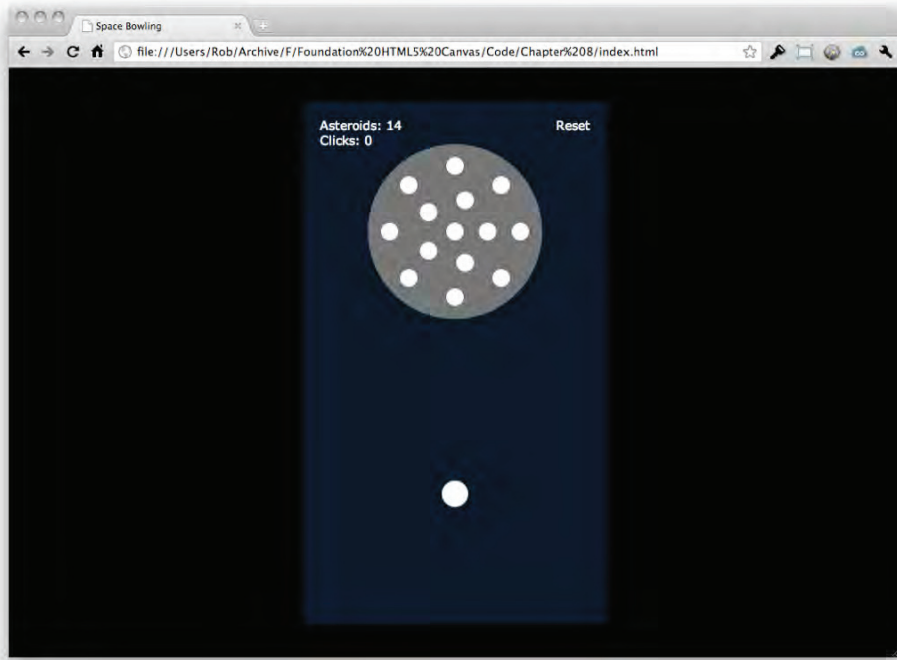 Space Bowling
file:///Users/Rob/Archive/F/Foundation%20HTML5%20Canvas/Code/Chapter%208/index.html
Asteroids: 14
Reset
Clicks: 0